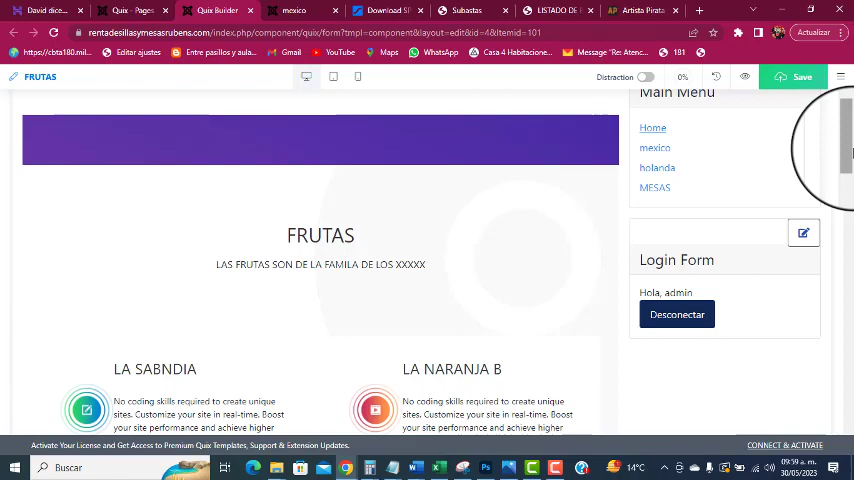 David dice...
Quix - Pages
Quix Builder
mexico
Download SP
Subastas
LISTADO DE B
Artista Pirata
rentadesillasymesasrubens.com/index.php/component/quix/form?tmpl=component&layout=edit&id=4&Itemid=101
Actualizar
https://cbta180.mil...
Editar ajustes
Entre pasillos y aula...
Gmail
YouTube
Maps
WhatsApp
Casa 4 Habitacione...
Message "Re: Atenc...
181
FRUTAS
Distraction
0%
Save
Main Menu
Home
mexico
holanda
MESAS
FRUTAS
LAS FRUTAS SON DE LA FAMILA DE LOS XXXXX
Login Form
Hola, admin
Desconectar
LA SABNDIA
LA NARANJA B
No coding skills required to create unique
sites. Customize your site in real-time. Boost
your site performance and achieve higher
No coding skills required to create unique
sites. Customize your site in real-time. Boost
your site performance and achieve higher
Activate Your License and Get Access to Premium Quix Templates, Support & Extension Updates.
CONNECT & ACTIVATE
Buscar
14°C
09:59 a. m.
30/05/2023